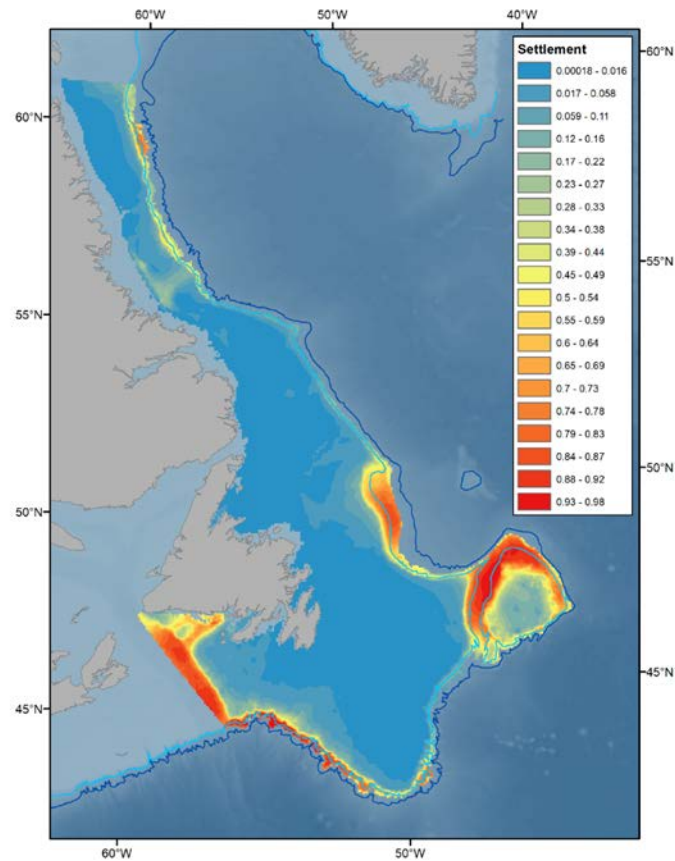 60°W 50°W 40°W
Settlement
0.00018 - 0.016
0.017 - 0.058
0.059 - 0.11
0.12 - 0.16
0.17 - 0.22
0.23 - 0.27
0.28 - 0.33
0.34 - 0.38
0.39 - 0.44
0.45 - 0.49
0.5 - 0.54
0.55 - 0.59
0.6 - 0.64
0.65 - 0.69
0.7 - 0.73
0.74 - 0.78
0.79 - 0.83
0.84 - 0.87
0.88 - 0.92
0.93 - 0.98
60°N
60°N
55°N
55°N
50°N
50°N
45°N
45°N
60°W 50°W